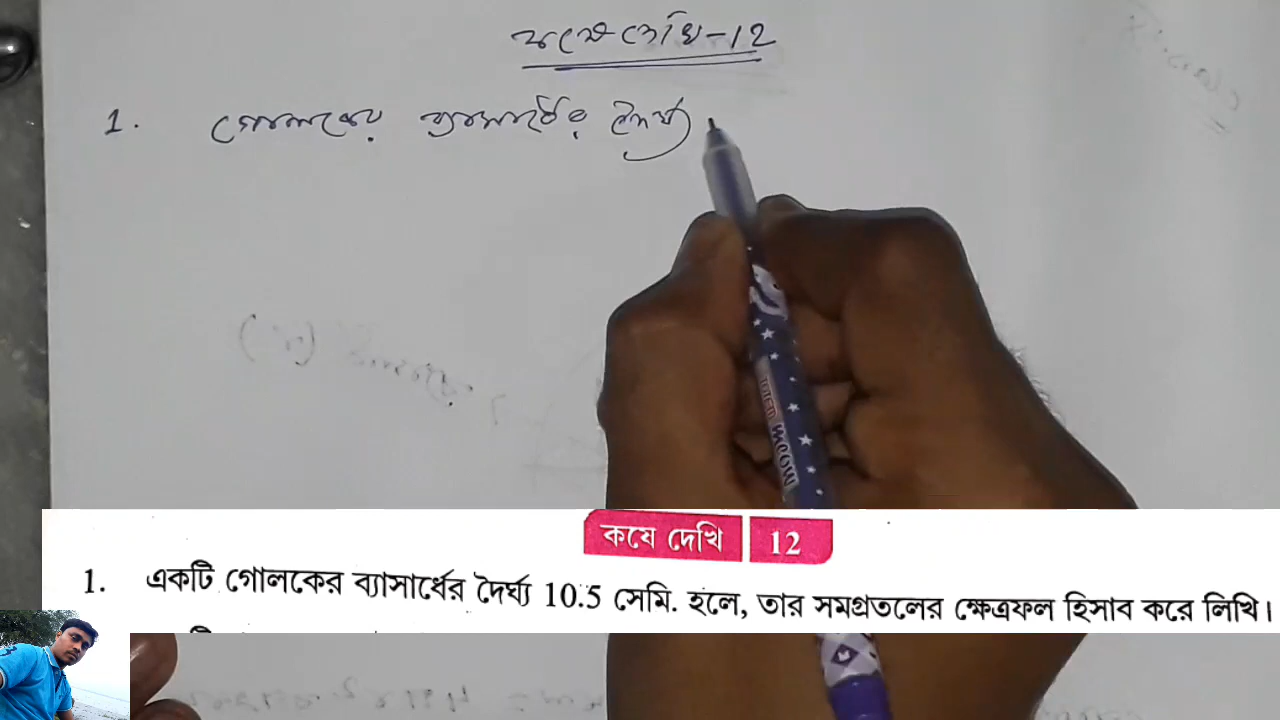 কষে দেখি-12
1. গোলকের ব্যাসার্ধের দৈর্ঘ্য
কষে দেখি 12
1. একটি গোলকের ব্যাসার্ধের দৈর্ঘ্য 10.5 সেমি. হলে, তার সমগ্রতলের ক্ষেত্রফল হিসাব করে লিখি।